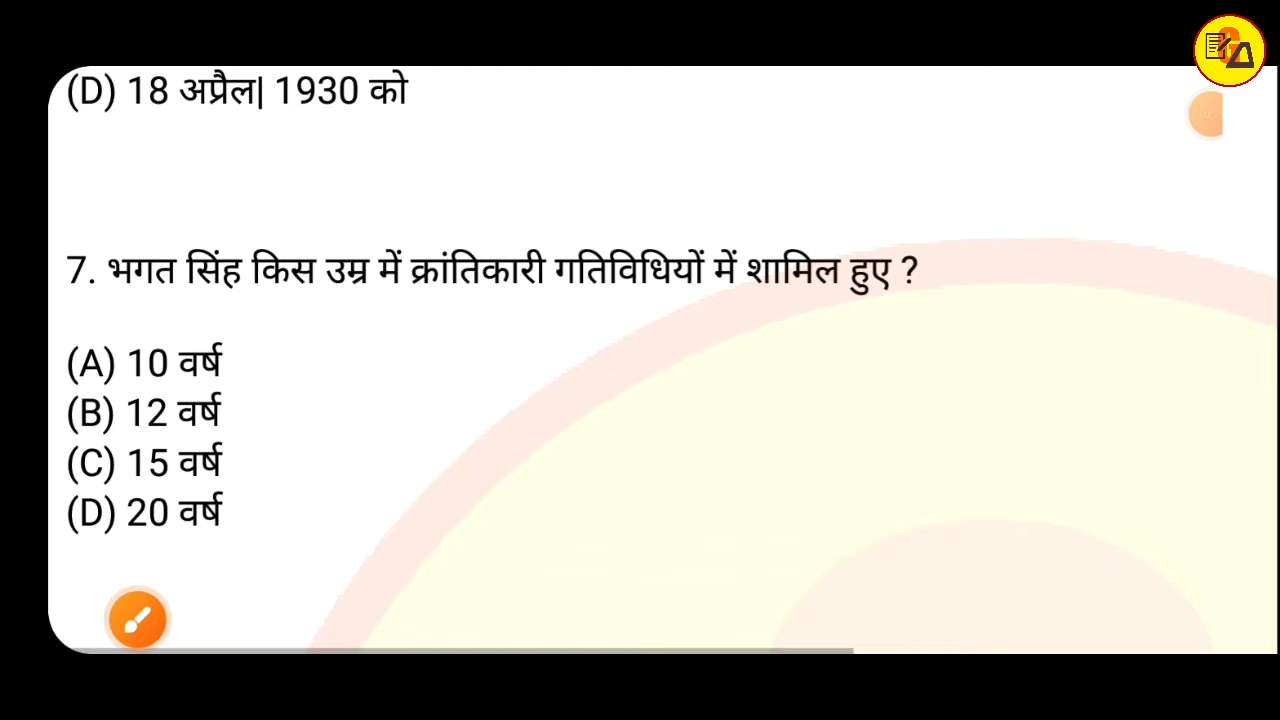 (D) 18 अप्रैल| 1930 को
7. भगत सिंह किस उम्र में क्रांतिकारी गतिविधियों में शामिल हुए ?
(A) 10 वर्ष
(B) 12 वर्ष
(C) 15 वर्ष
(D) 20 वर्ष